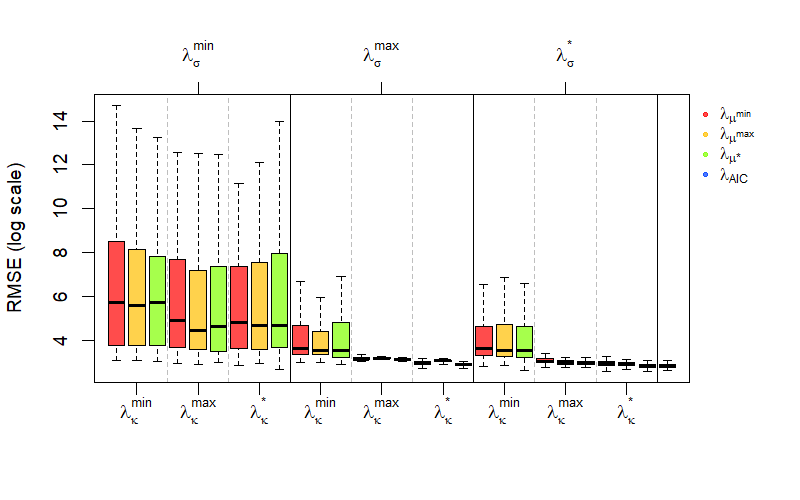 λσmin λσmax λσ*
RMSE (log scale)
14
12
10
8
6
4
λκmin λκmax λκ* λκmin λκmax λκ* λκmin λκmax λκ*
λμmin
λμmax
λμ*
λAIC